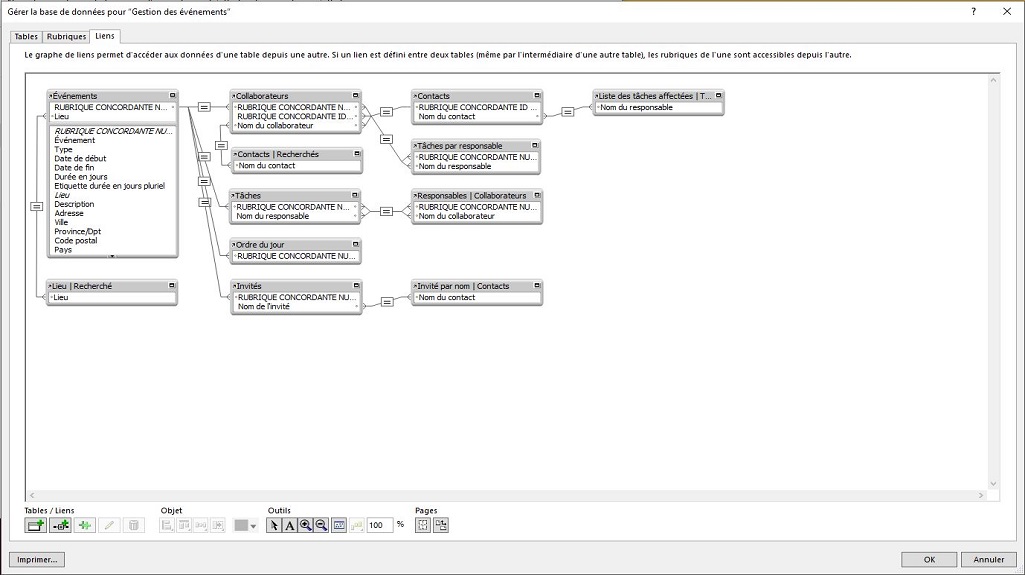 Gérer la base de données pour "Gestion des événements"
?
Tables
Rubriques
Liens
Le graphe de liens permet d'accéder aux données d'une table depuis une autre. Si un lien est défini entre deux tables (même par l'intermédiaire d'une autre table), les rubriques de l'une sont accessibles depuis l'autre.
Événements
RUBRIQUE CONCORDANTE N...
Lieu
RUBRIQUE CONCORDANTE NU...
Événement
Type
Date de début
Date de fin
Durée en jours
Etiquette durée en jours pluriel
Lieu
Description
Adresse
Ville
Province/Dpt
Code postal
Pays
Lieu | Recherché
Lieu
Collaborateurs
RUBRIQUE CONCORDANTE N...
RUBRIQUE CONCORDANTE ID...
Nom du collaborateur
Contacts | Recherchés
Nom du contact
Tâches
RUBRIQUE CONCORDANTE N...
Nom du responsable
Ordre du jour
RUBRIQUE CONCORDANTE NU...
Invités
RUBRIQUE CONCORDANTE NU...
Nom de l'invité
Contacts
RUBRIQUE CONCORDANTE ID ...
Nom du contact
Tâches par responsable
RUBRIQUE CONCORDANTE NU...
Nom du responsable
Responsables | Collaborateurs
RUBRIQUE CONCORDANTE NU...
Nom du collaborateur
Invité par nom | Contacts
Nom du contact
Liste des tâches affectées | T...
Nom du responsable
Tables / Liens
Objet
Outils
Pages
A
100 %
Imprimer...
OK
Annuler